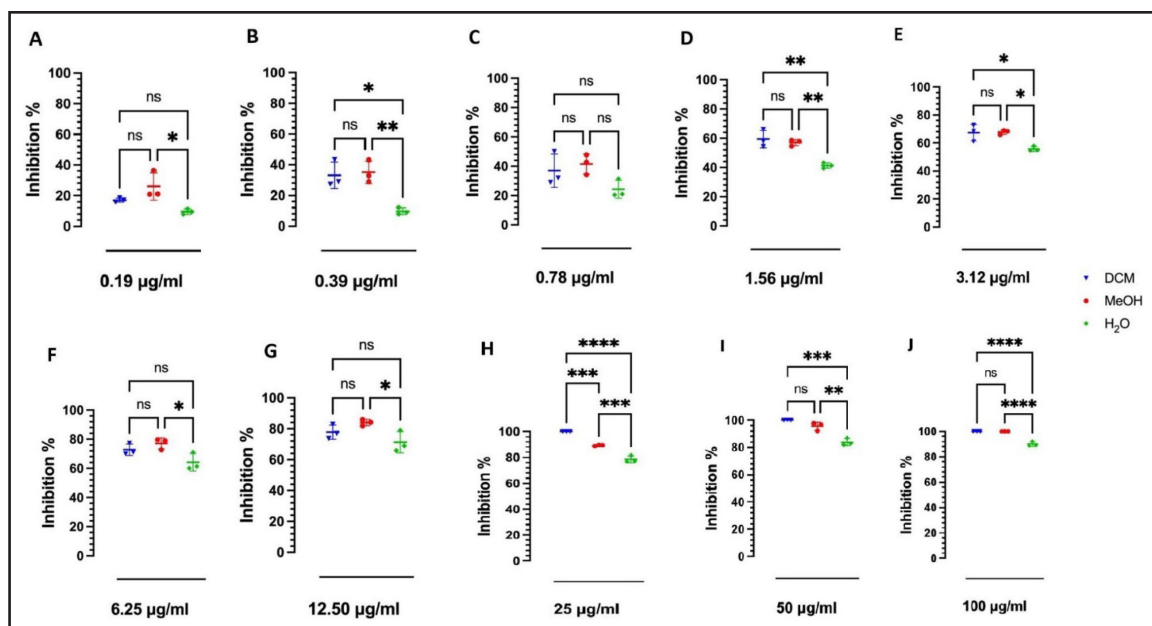 A
Inhibition %
100
80
60
40
20
0
ns
ns
*
0.19 µg/ml
B
Inhibition %
100
80
60
40
20
0
*
ns
**
0.39 µg/ml
C
Inhibition %
100
80
60
40
20
0
ns
ns
ns
0.78 µg/ml
D
Inhibition %
100
80
60
40
20
0
**
ns
**
1.56 µg/ml
E
Inhibition %
100
80
60
40
20
0
*
ns
*
3.12 µg/ml
DCM
MeOH
H₂O
F
Inhibition %
100
80
60
40
20
0
ns
ns
*
6.25 µg/ml
G
Inhibition %
100
80
60
40
20
0
ns
ns
*
12.50 µg/ml
H
Inhibition %
100
80
60
40
20
0
****
***
***
25 µg/ml
I
Inhibition %
100
80
60
40
20
0
***
ns
**
50 µg/ml
J
Inhibition %
100
80
60
40
20
0
****
ns
****
100 µg/ml